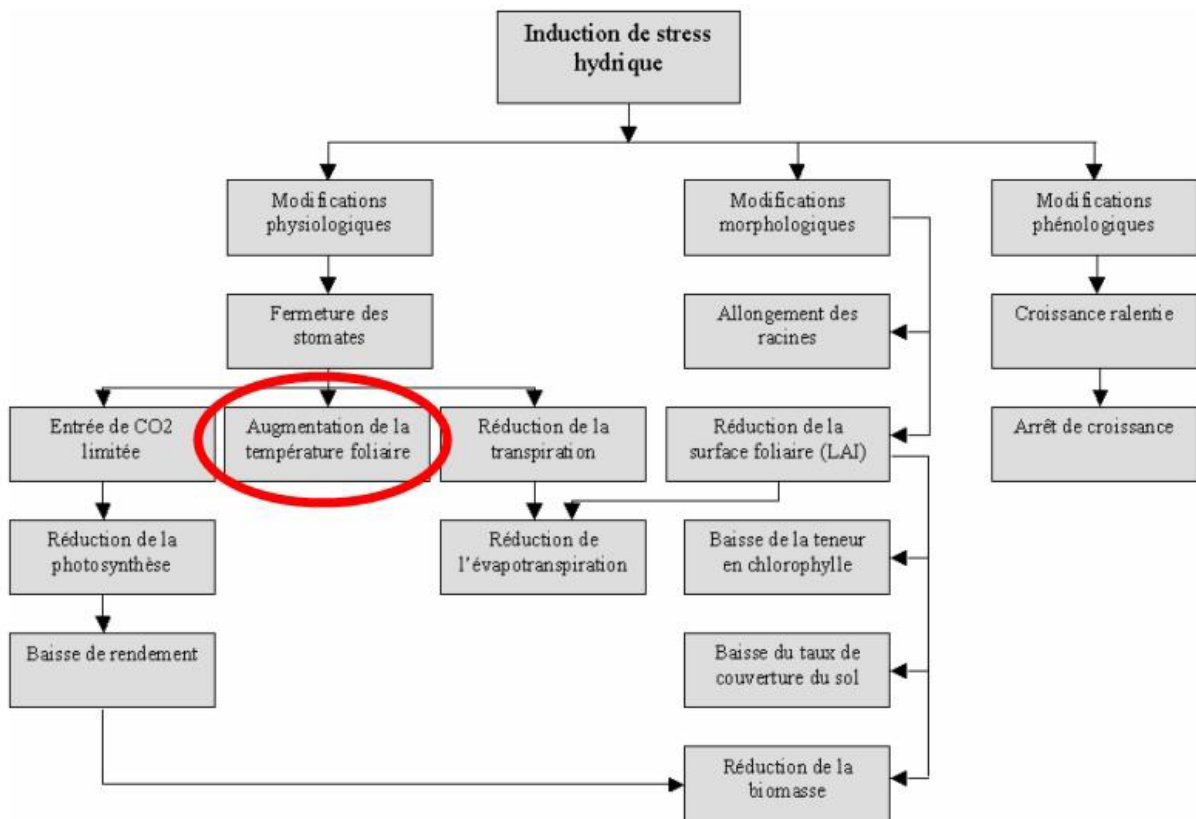 Induction de stress
hydrique
Modifications
physiologiques
Modifications
morphologiques
Modifications
phénologiques
Fermeture des
stomates
Allongement des
racines
Croissance ralentie
Entrée de CO2
limitée
Augmentation de la
température foliaire
Réduction de la
transpiration
Réduction de la
surface foliaire (LAI)
Arrêt de croissance
Réduction de la
photosynthèse
Réduction de
l'évapotranspiration
Baisse de la teneur
en chlorophylle
Baisse de rendement
Baisse du taux de
couverture du sol
Réduction de la
biomasse